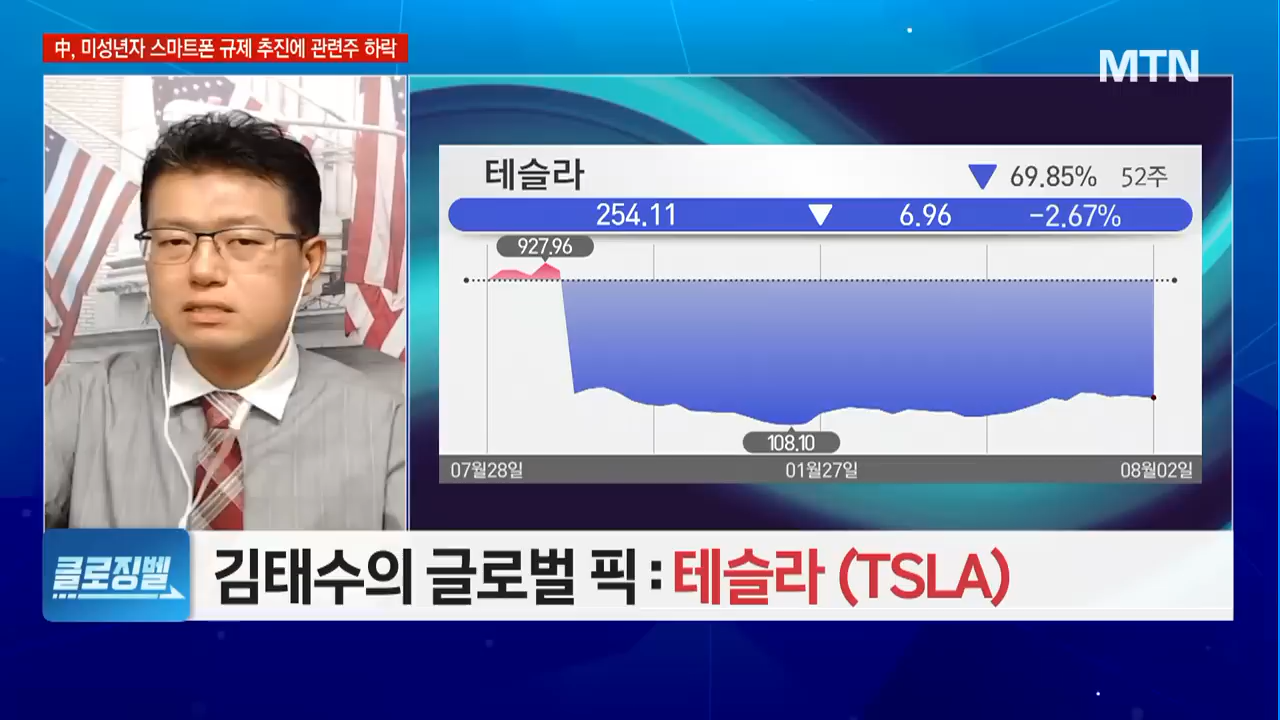 中, 미성년자 스마트폰 규제 추진에 관련주 하락
MTN
테슬라 ▼ 69.85% 52주
254.11 ▼ 6.96 -2.67%
927.96
108.10
07월28일 01월27일 08월02일
클로징벨
김태수의 글로벌 픽 : 테슬라 (TSLA)